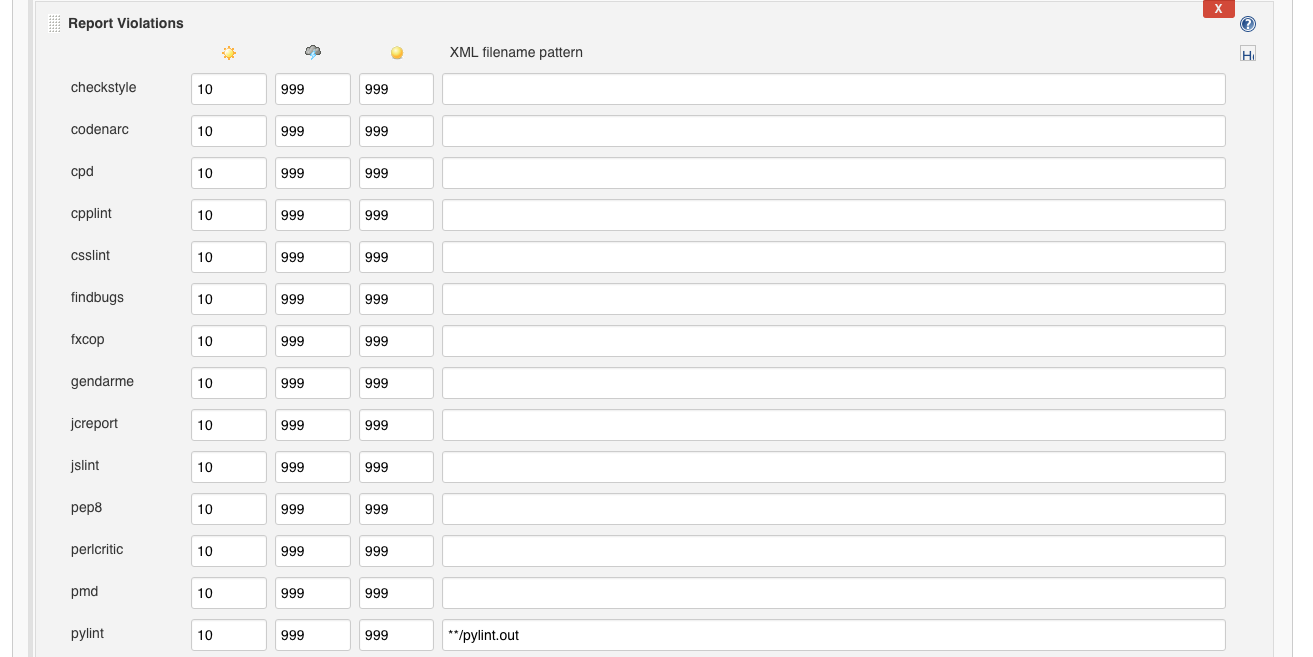 Report Violations
X
?
XML filename pattern
checkstyle 10 999 999
codenarc 10 999 999
cpd 10 999 999
cpplint 10 999 999
csslint 10 999 999
findbugs 10 999 999
fxcop 10 999 999
gendarme 10 999 999
jcreport 10 999 999
jslint 10 999 999
pep8 10 999 999
perlcritic 10 999 999
pmd 10 999 999
pylint 10 999 999 **/pylint.out